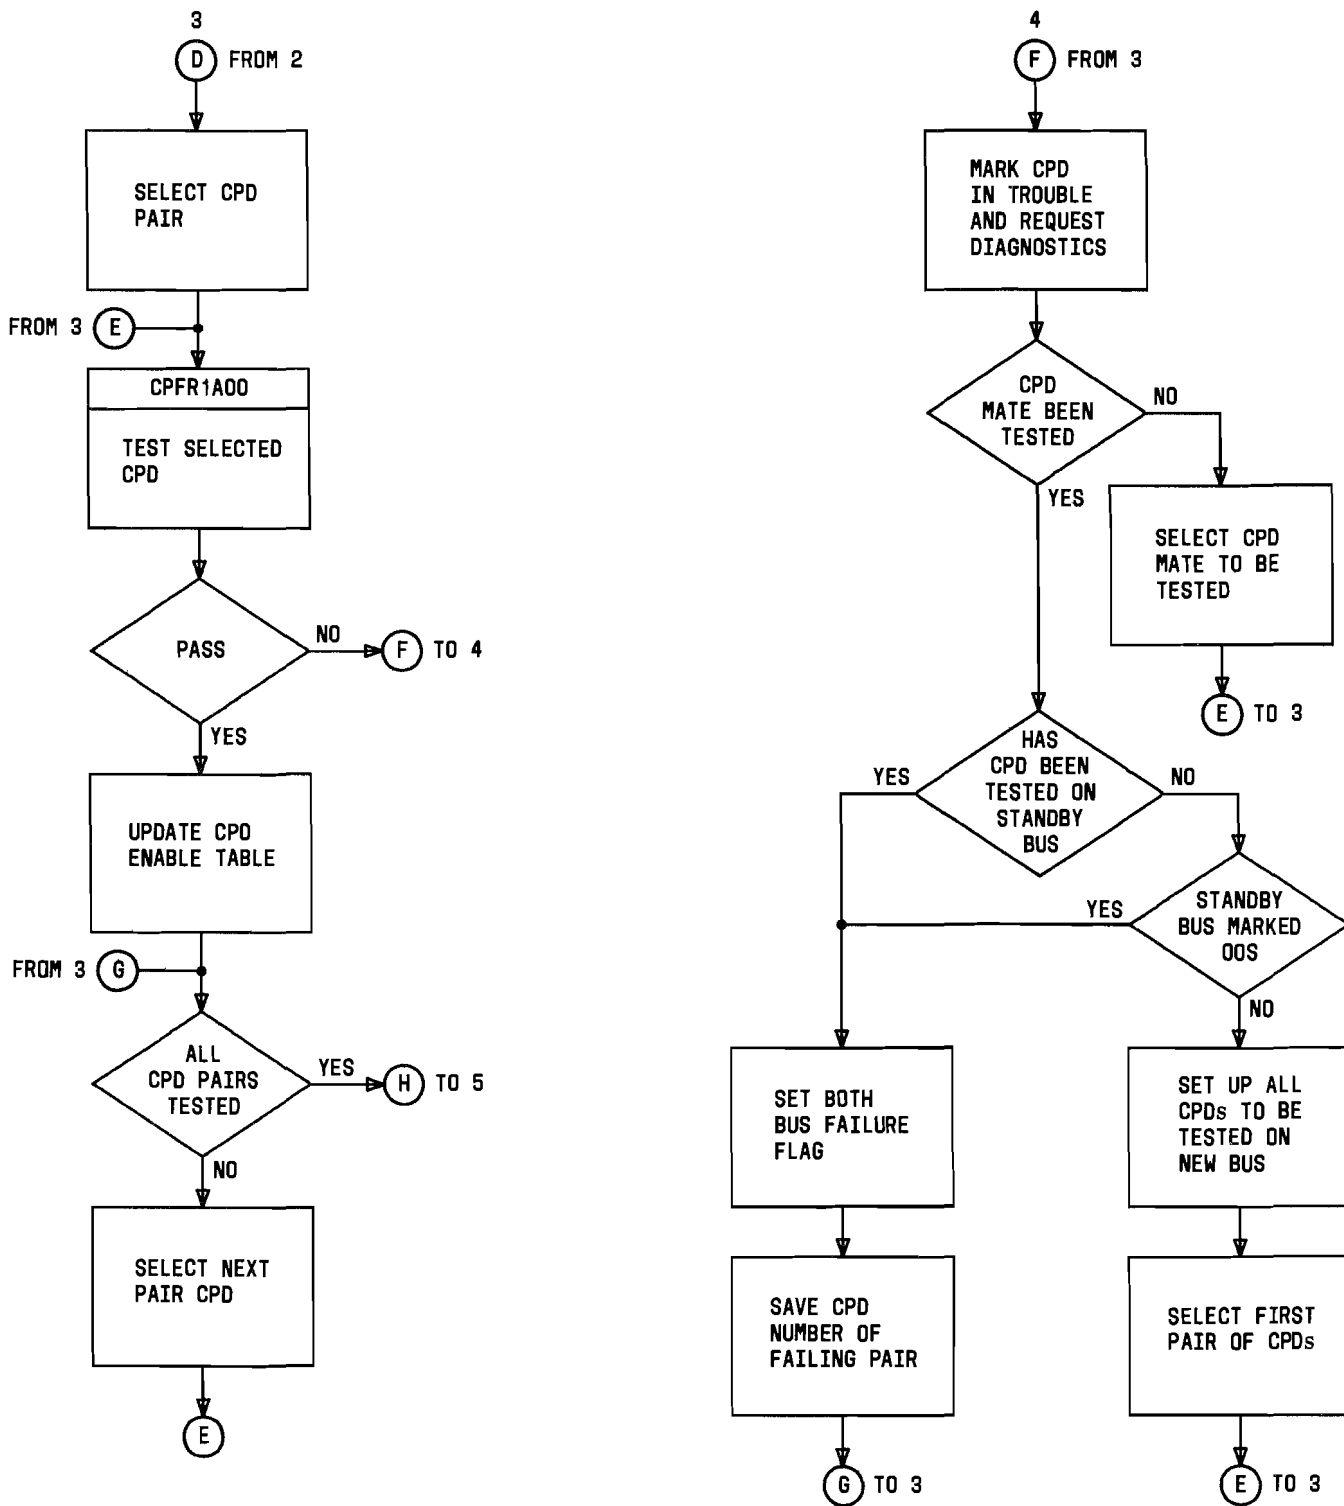 3
D FROM 2
SELECT CPD
PAIR
FROM 3 E
CPFR1A00
TEST SELECTED
CPD
PASS
NO
F TO 4
YES
UPDATE CPD
ENABLE TABLE
FROM 3 G
ALL
CPD PAIRS
TESTED
YES
H TO 5
NO
SELECT NEXT
PAIR CPD
E
4
F FROM 3
MARK CPD
IN TROUBLE
AND REQUEST
DIAGNOSTICS
CPD
MATE BEEN
TESTED
NO
YES
SELECT CPD
MATE TO BE
TESTED
E TO 3
HAS
CPD BEEN
TESTED ON
STANDBY
BUS
YES
NO
STANDBY
BUS MARKED
OOS
YES
NO
SET BOTH
BUS FAILURE
FLAG
SAVE CPD
NUMBER OF
FAILING PAIR
G TO 3
SET UP ALL
CPDs TO BE
TESTED ON
NEW BUS
SELECT FIRST
PAIR OF CPDs
E TO 3